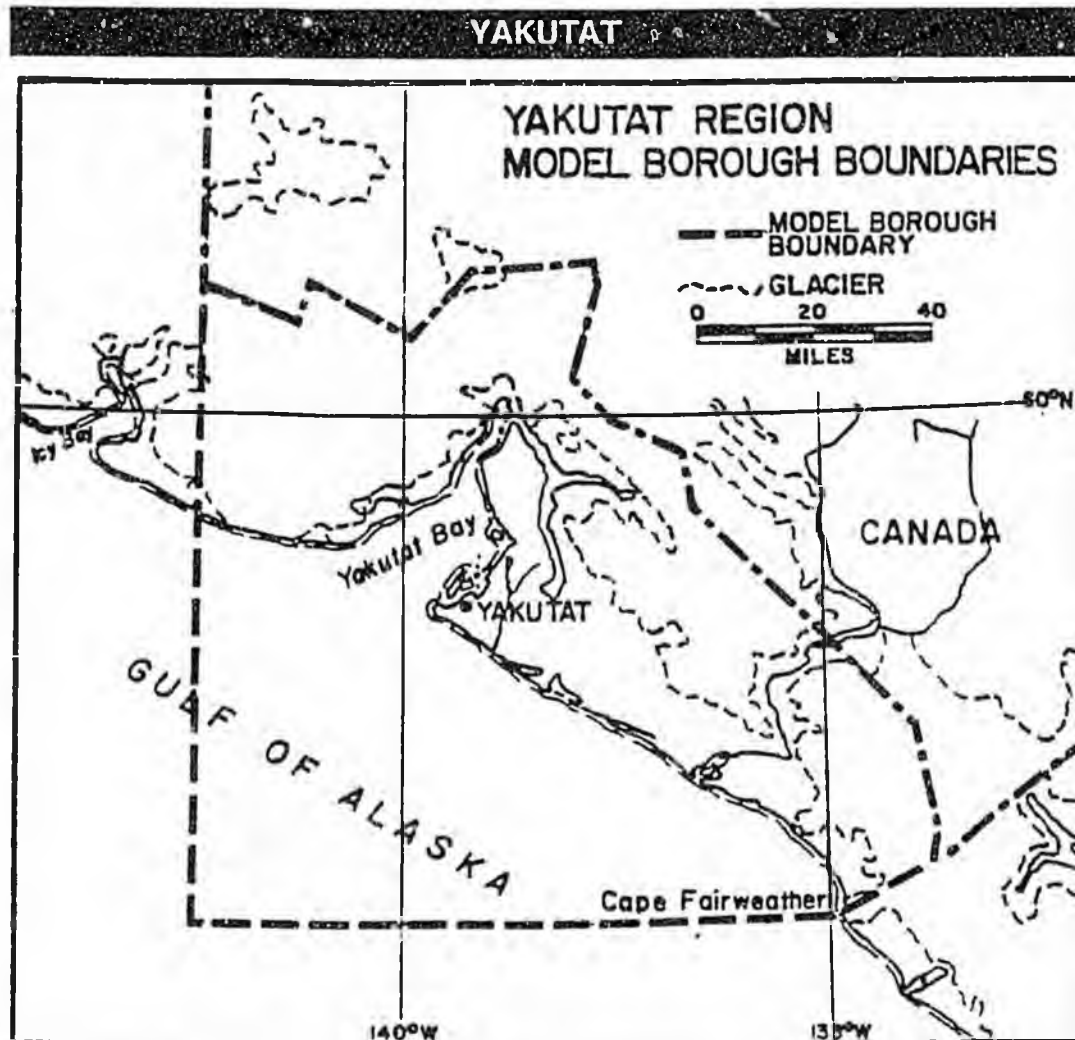 YAKUTAT
YAKUTAT REGION
MODEL BOROUGH BOUNDARIES
MODEL BOROUGH
BOUNDARY
GLACIER
0 20 40
MILES
60°N
CANADA
Yakutat Bay
YAKUTAT
GULF OF ALASKA
Cape Fairweather
140°W